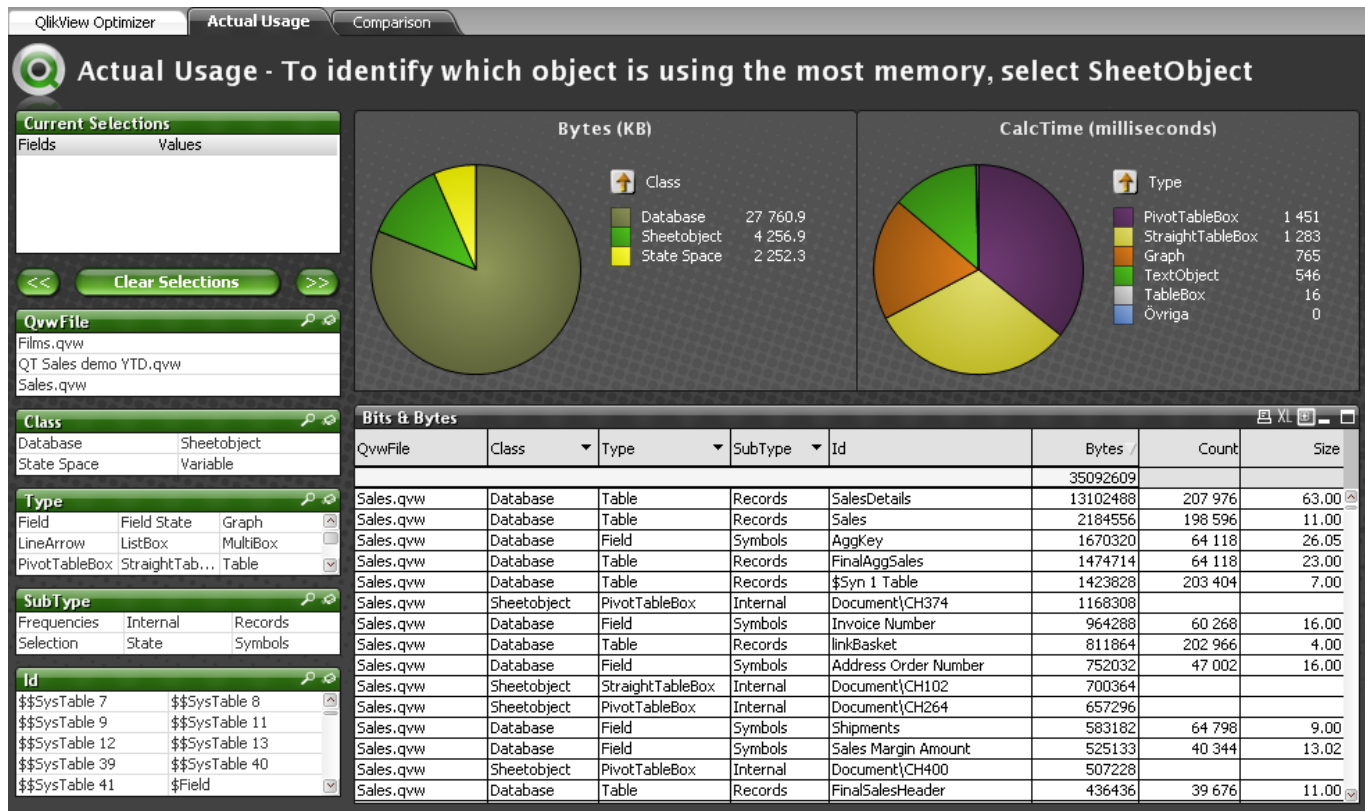 QlikView Optimizer Actual Usage Comparison
Actual Usage - To identify which object is using the most memory, select SheetObject
Current Selections
Fields Values
<< Clear Selections >>
QvwFile
Films.qvw
QT Sales demo YTD.qvw
Sales.qvw
Class
Database Sheetobject
State Space Variable
Type
Field Field State Graph
LineArrow ListBox MultiBox
PivotTableBox StraightTab... Table
SubType
Frequencies Internal Records
Selection State Symbols
Id
$$SysTable 7 $$SysTable 8
$$SysTable 9 $$SysTable 11
$$SysTable 12 $$SysTable 13
$$SysTable 39 $$SysTable 40
$$SysTable 41 $Field
Bytes (KB)
Class
Database 27 760.9
Sheetobject 4 256.9
State Space 2 252.3
CalcTime (milliseconds)
Type
PivotTableBox 1 451
StraightTableBox 1 283
Graph 765
TextObject 546
TableBox 16
Övriga 0
Bits & Bytes XL
QvwFile Class Type SubType Id Bytes Count Size
35092609
Sales.qvw Database Table Records SalesDetails 13102488 207 976 63.00
Sales.qvw Database Table Records Sales 2184556 198 596 11.00
Sales.qvw Database Field Symbols AggKey 1670320 64 118 26.05
Sales.qvw Database Table Records FinalAggSales 1474714 64 118 23.00
Sales.qvw Database Table Records $Syn 1 Table 1423828 203 404 7.00
Sales.qvw Sheetobject PivotTableBox Internal Document\CH374 1168308
Sales.qvw Database Field Symbols Invoice Number 964288 60 268 16.00
Sales.qvw Database Table Records linkBasket 811864 202 966 4.00
Sales.qvw Database Field Symbols Address Order Number 752032 47 002 16.00
Sales.qvw Sheetobject StraightTableBox Internal Document\CH102 700364
Sales.qvw Sheetobject PivotTableBox Internal Document\CH264 657296
Sales.qvw Database Field Symbols Shipments 583182 64 798 9.00
Sales.qvw Database Field Symbols Sales Margin Amount 525133 40 344 13.02
Sales.qvw Sheetobject PivotTableBox Internal Document\CH400 507228
Sales.qvw Database Table Records FinalSalesHeader 436436 39 676 11.00